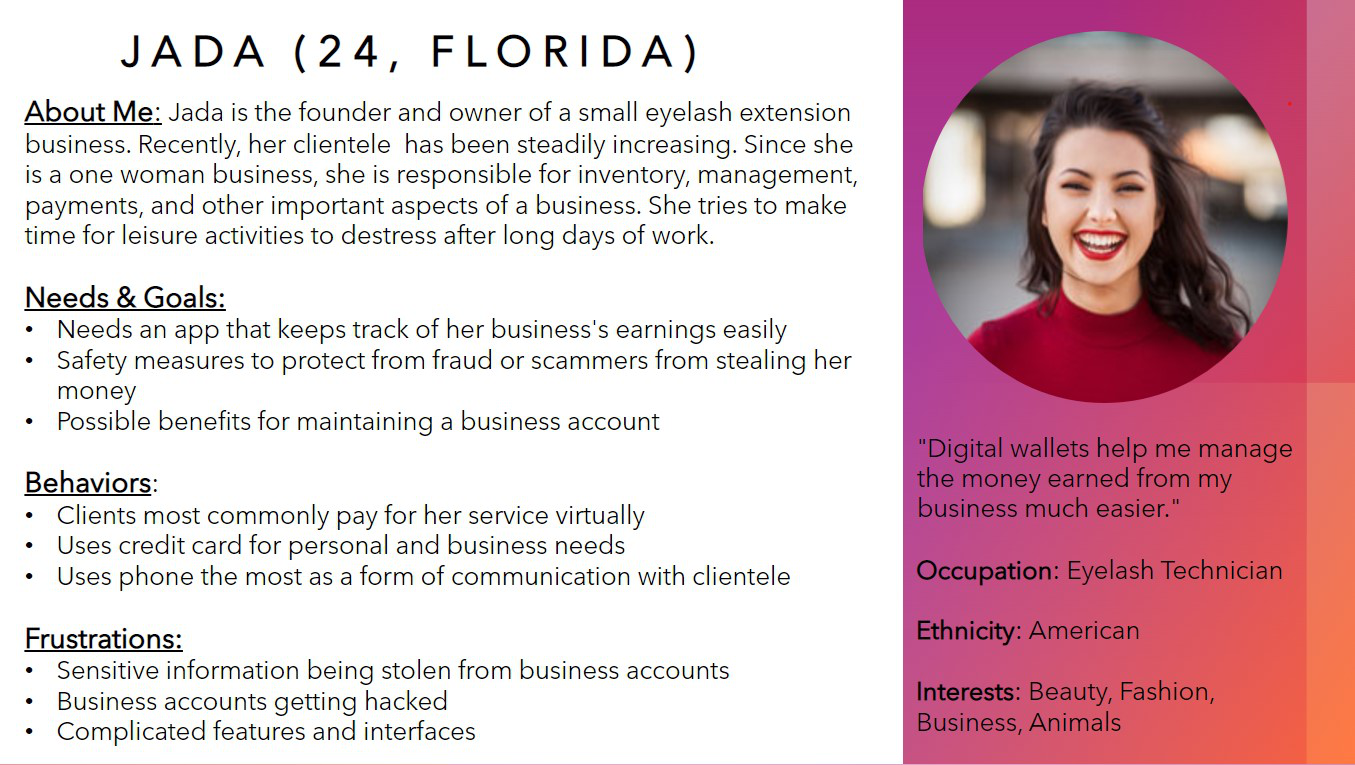 JADA (24, FLORIDA)
About Me: Jada is the founder and owner of a small eyelash extension
business. Recently, her clientele  has been steadily increasing. Since she
is a one woman business, she is responsible for inventory, management,
payments, and other important aspects of a business. She tries to make
time for leisure activities to destress after long days of work.
Needs & Goals:
• Needs an app that keeps track of her business's earnings easily
• Safety measures to protect from fraud or scammers from stealing her
money
• Possible benefits for maintaining a business account
Behaviors:
• Clients most commonly pay for her service virtually
• Uses credit card for personal and business needs
• Uses phone the most as a form of communication with clientele
Frustrations:
• Sensitive information being stolen from business accounts
• Business accounts getting hacked
• Complicated features and interfaces
"Digital wallets help me manage
the money earned from my
business much easier."
Occupation: Eyelash Technician
Ethnicity: American
Interests: Beauty, Fashion,
Business, Animals